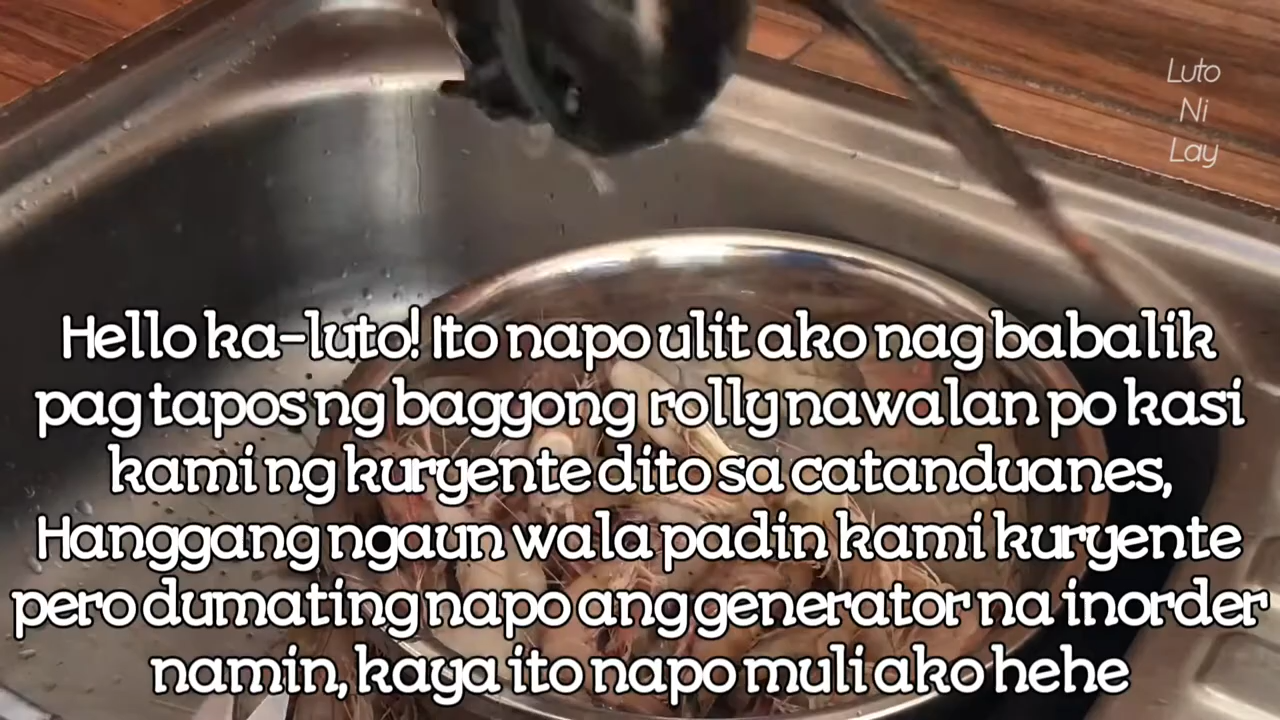 Luto
Ni
Lay
Hello ka-luto! Ito napo ulit ako nag babalik
pag tapos ng bagyong rolly nawalan po kasi
kami ng kuryente dito sa catanduanes,
Hanggang ngaun wala padin kami kuryente
pero dumating napo ang generator na inorder
namin, kaya ito napo muli ako hehe